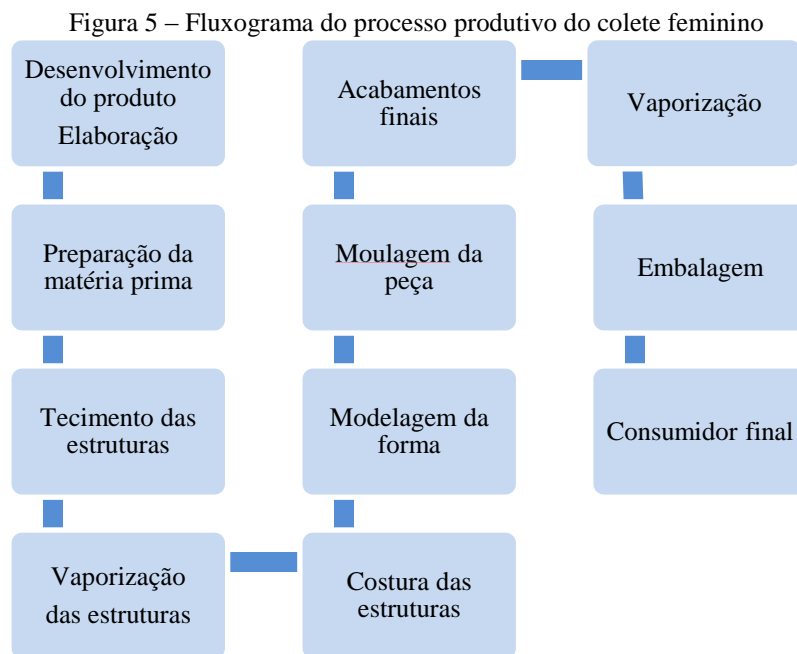 Figura 5 – Fluxograma do processo produtivo do colete feminino
Desenvolvimento
do produto
Elaboração
Preparação da
matéria prima
Tecimento das
estruturas
Vaporização
das estruturas
Costura das
estruturas
Modelagem da
forma
Moulagem da
peça
Acabamentos
finais
Vaporização
Embalagem
Consumidor final